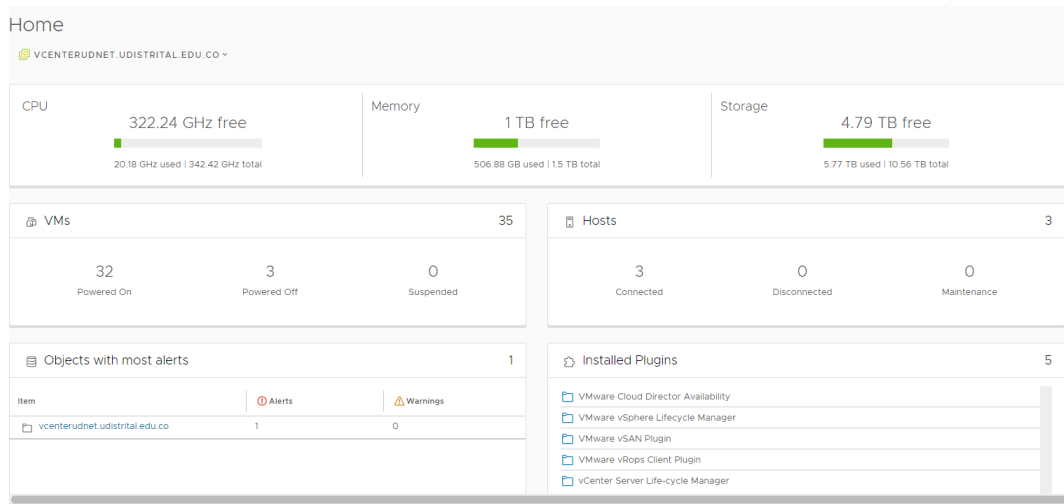 Home
VCENTERUDNET.UDISTRITAL.EDU.CO
CPU
322.24 GHz free
20.18 GHz used | 342.42 GHz total
Memory
1 TB free
506.88 GB used | 1.5 TB total
Storage
4.79 TB free
5.77 TB used | 10.56 TB total
VMs 35
32 3 0
Powered On Powered Off Suspended
Hosts 3
3 0 0
Connected Disconnected Maintenance
Objects with most alerts 1
Item Alerts Warnings
vcenterudnet.udistrital.edu.co 1 0
Installed Plugins 5
VMware Cloud Director Availability
VMware vSphere Lifecycle Manager
VMware vSAN Plugin
VMware vRops Client Plugin
vCenter Server Life-cycle Manager